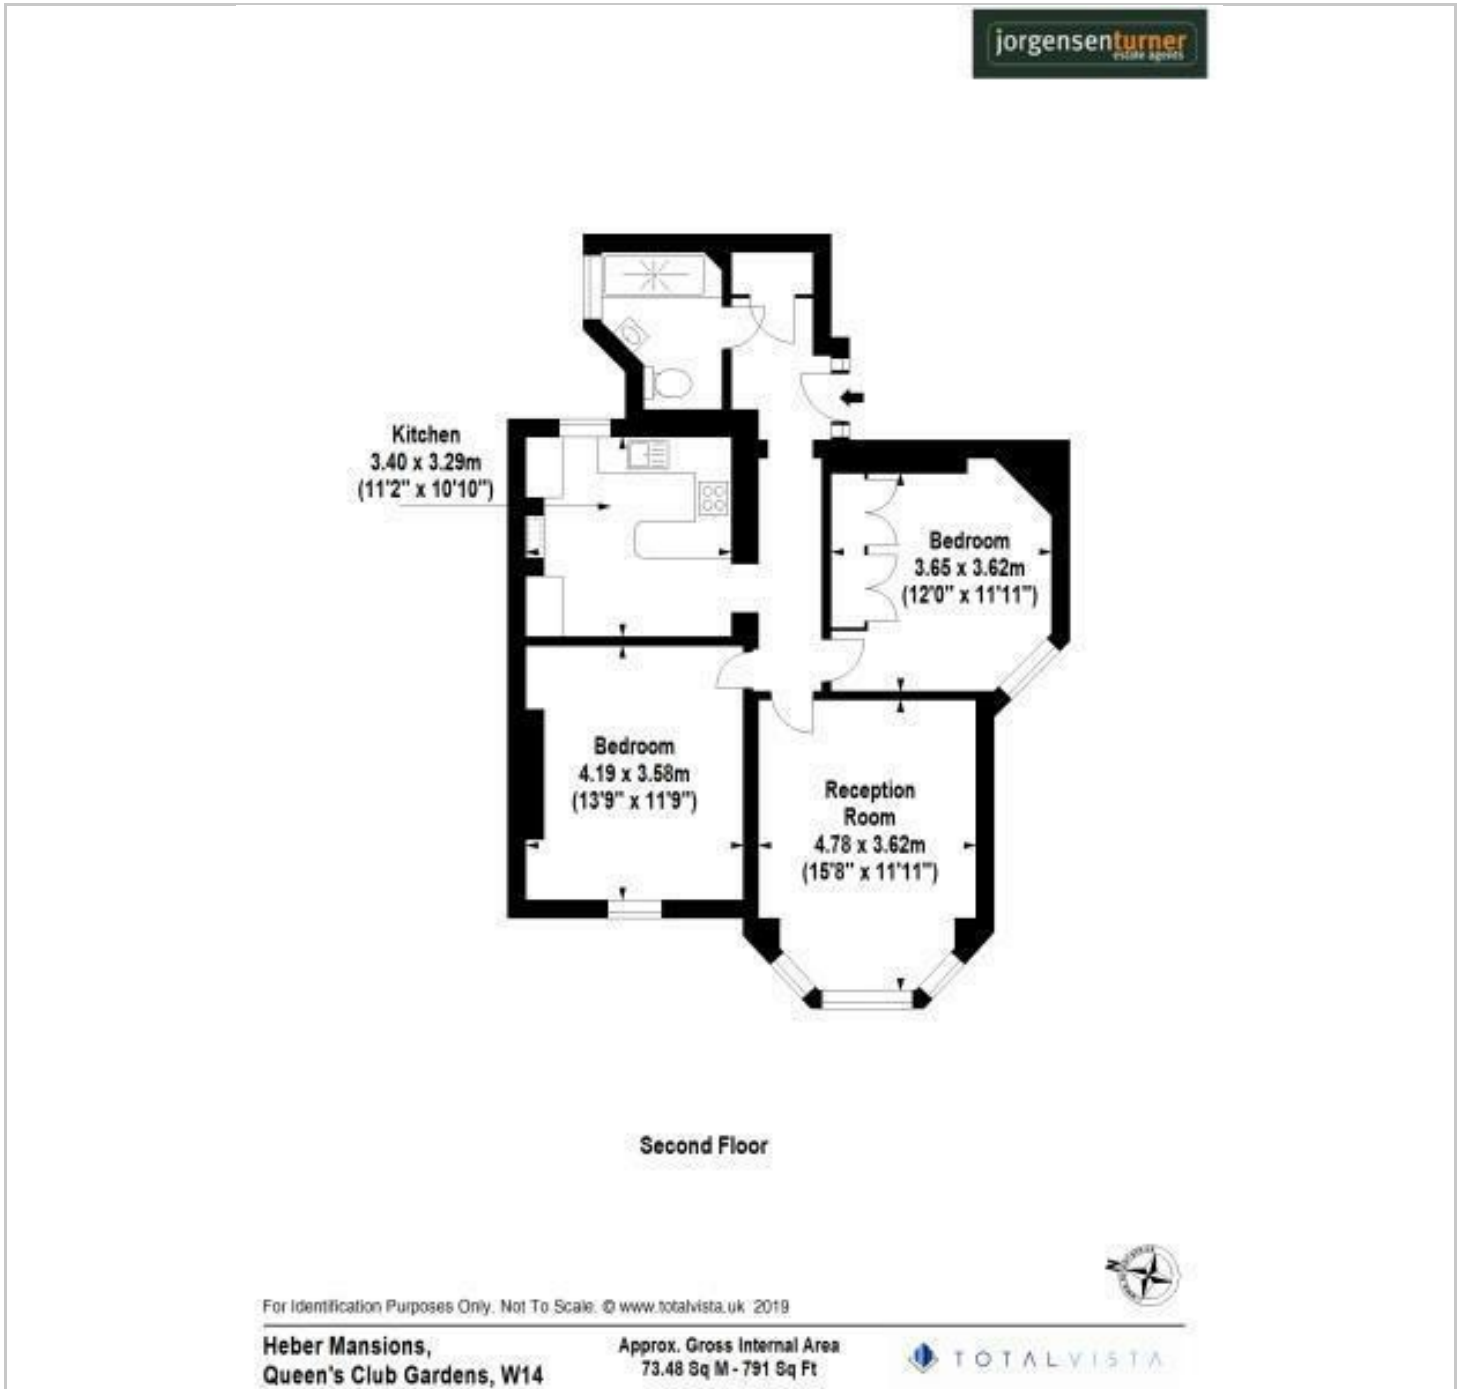 jorgensenturner
estate agents
Kitchen
3.40 x 3.29m
(11'2" x 10'10")
Bedroom
3.65 x 3.62m
(12'0" x 11'11")
Bedroom
4.19 x 3.58m
(13'9" x 11'9")
Reception
Room
4.78 x 3.62m
(15'8" x 11'11")
Second Floor
N
For Identification Purposes Only. Not To Scale. © www.totalvista.uk 2019
Heber Mansions,
Queen's Club Gardens, W14
Approx. Gross Internal Area
73.48 Sq M - 791 Sq Ft
TOTALVISTA